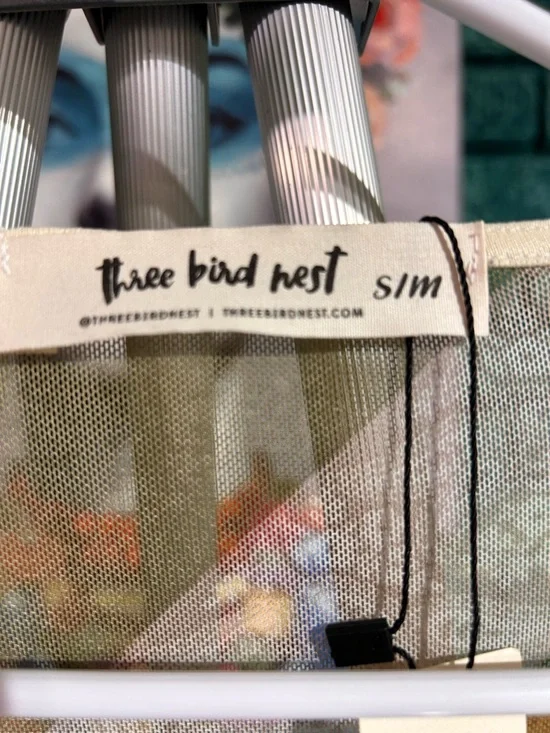 three bird nest S/M
@THREEBIRDNEST | THREEBIRDNEST.COM